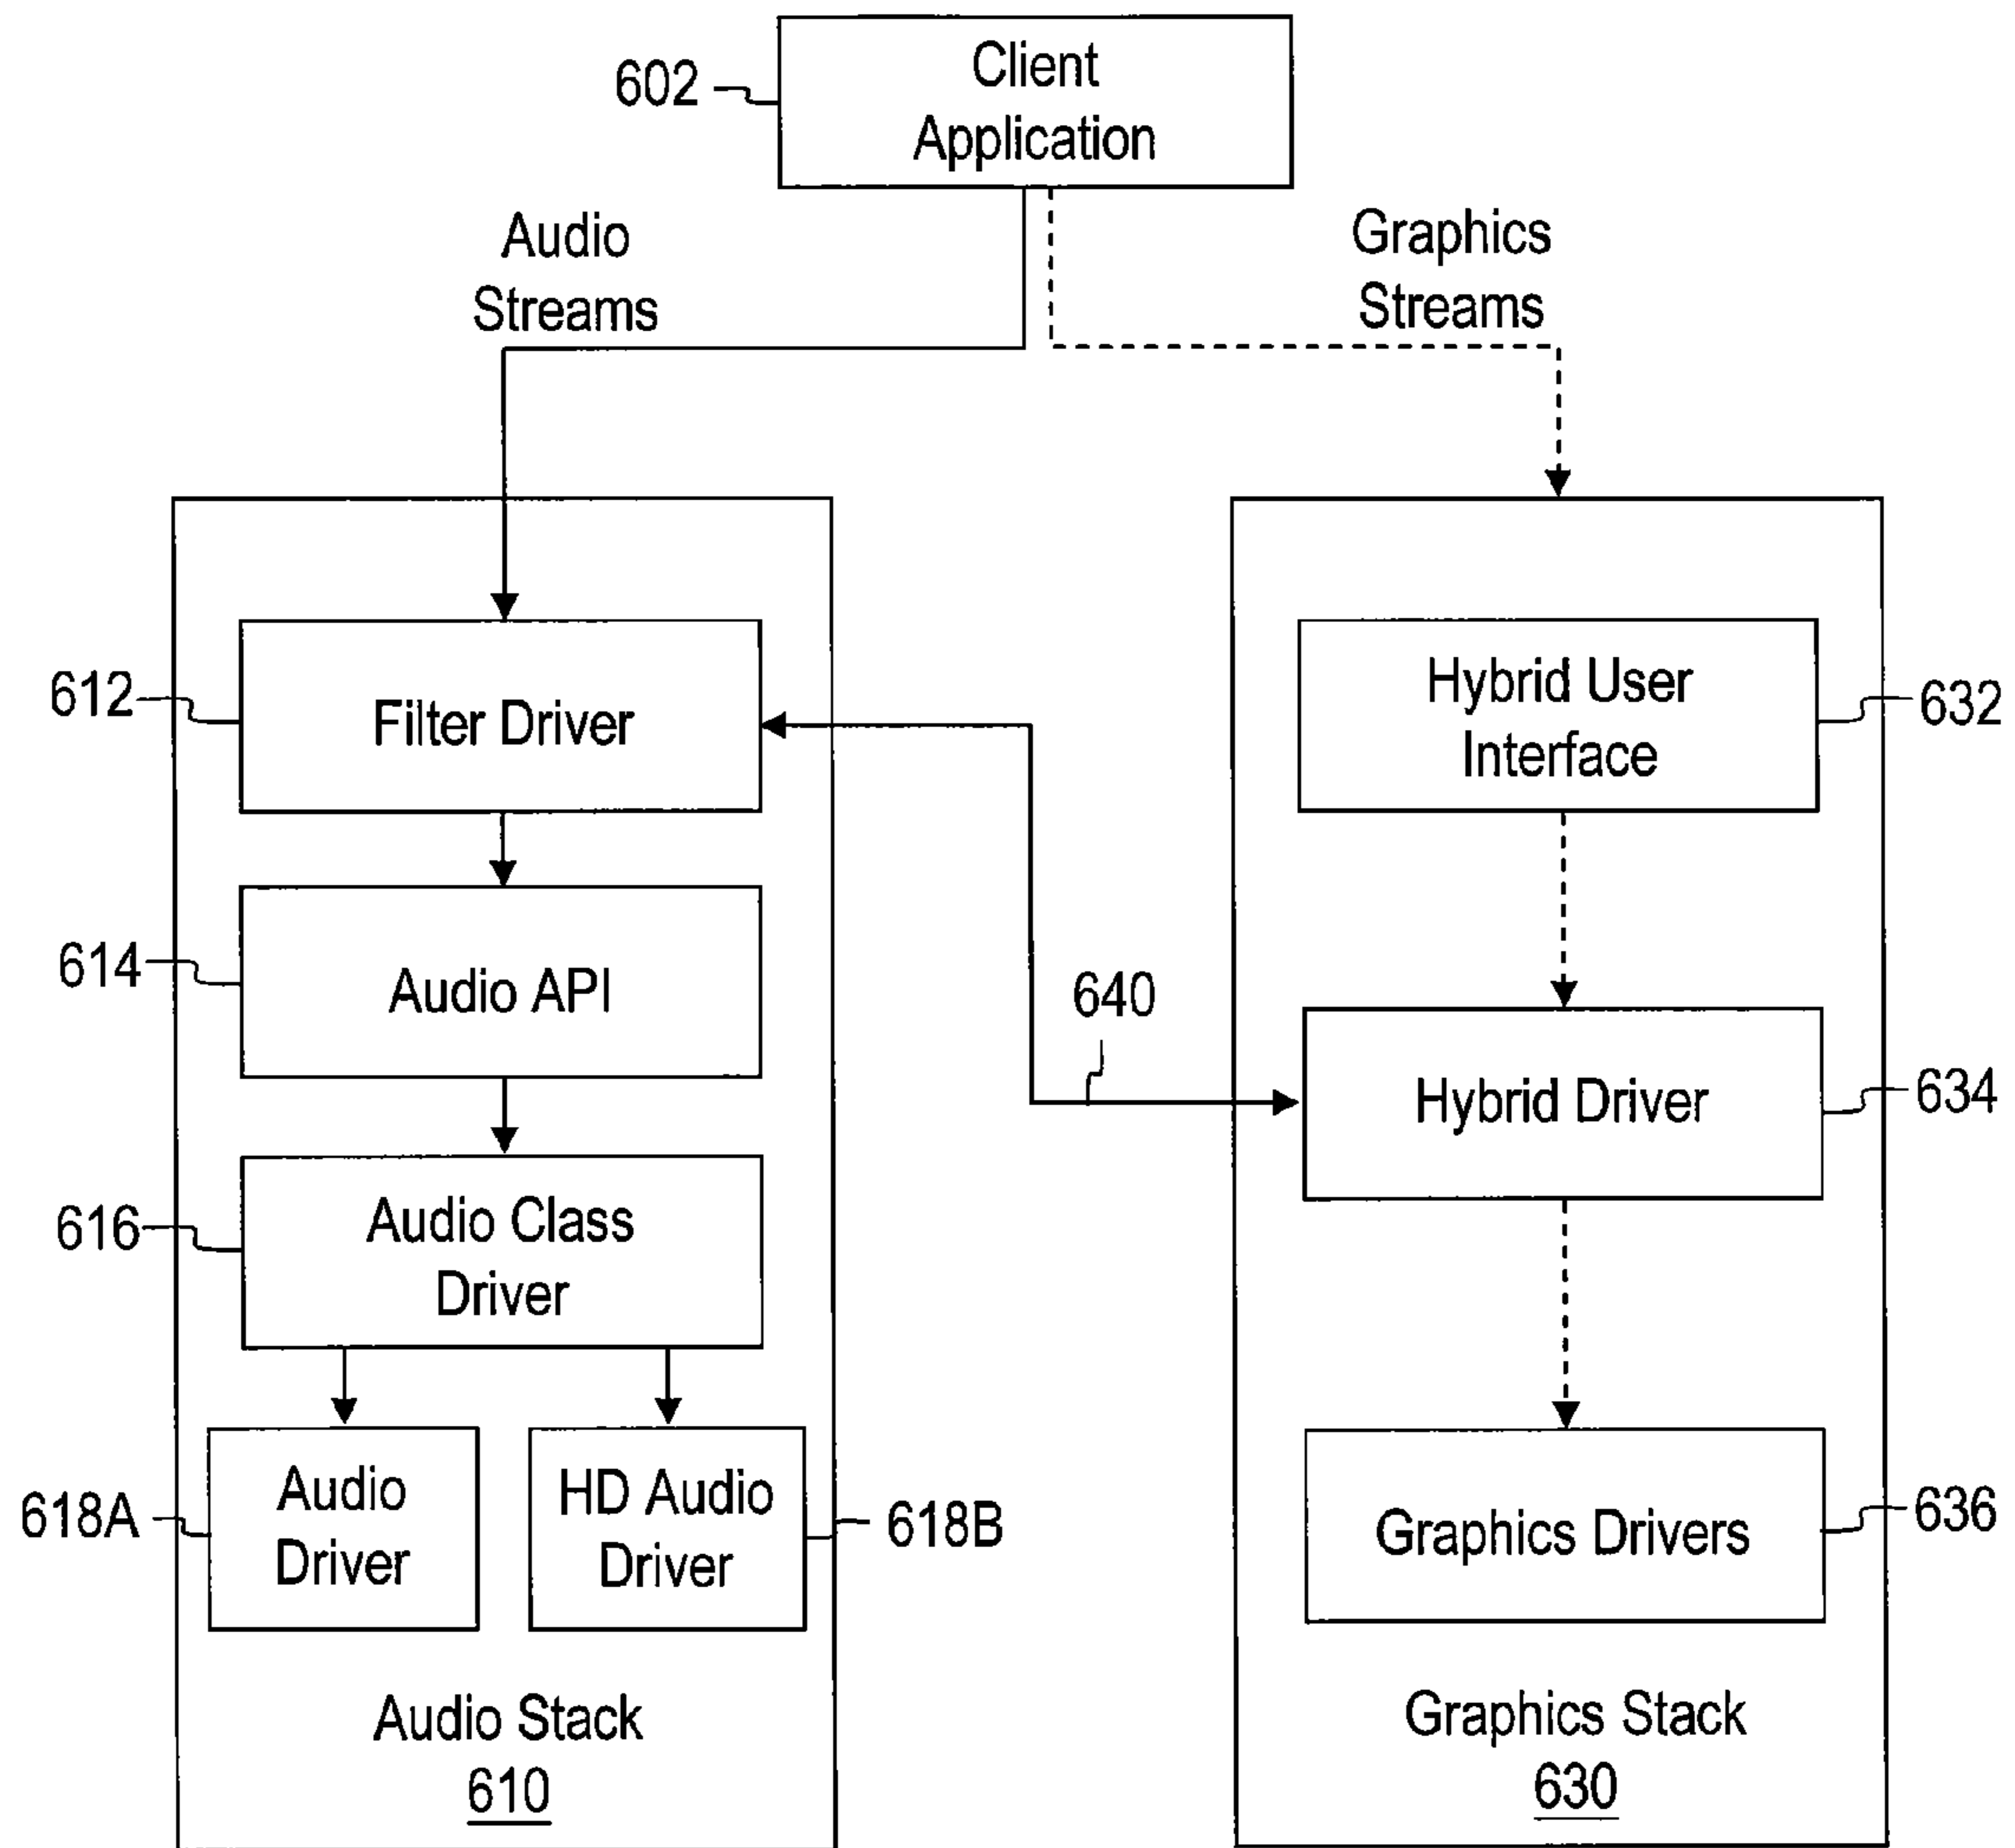 602
Client
Application
Audio
Streams
Graphics
Streams
612
Filter Driver
Hybrid User
Interface
632
614
Audio API
640
Hybrid Driver
634
616
Audio Class
Driver
618A
Audio
Driver
HD Audio
Driver
618B
Graphics Drivers
636
Audio Stack
610
Graphics Stack
630